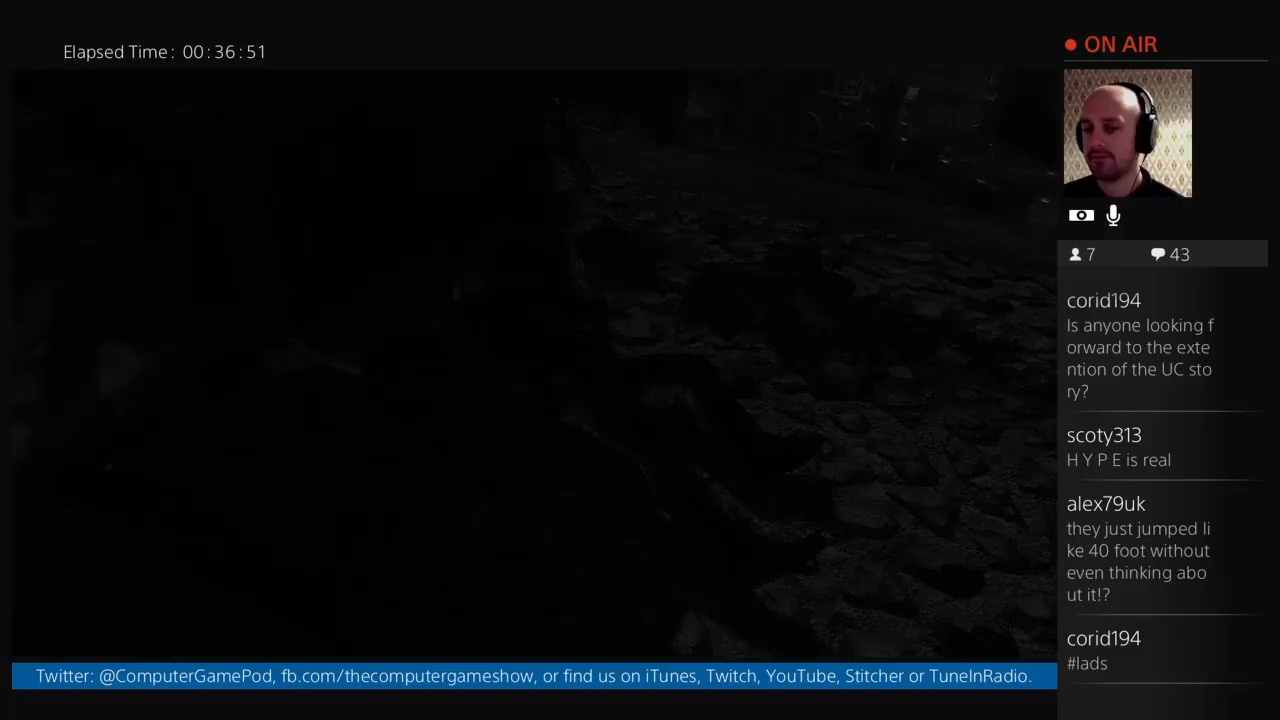 Elapsed Time: 00:36:51
ON AIR
7 43
corid194
Is anyone looking f
orward to the exte
ntion of the UC sto
ry?
scoty313
H Y P E is real
alex79uk
they just jumped li
ke 40 foot without
even thinking abo
ut it!?
corid194
#lads
Twitter: @ComputerGamePod, fb.com/thecomputergameshow, or find us on iTunes, Twitch, YouTube, Stitcher or TuneInRadio.